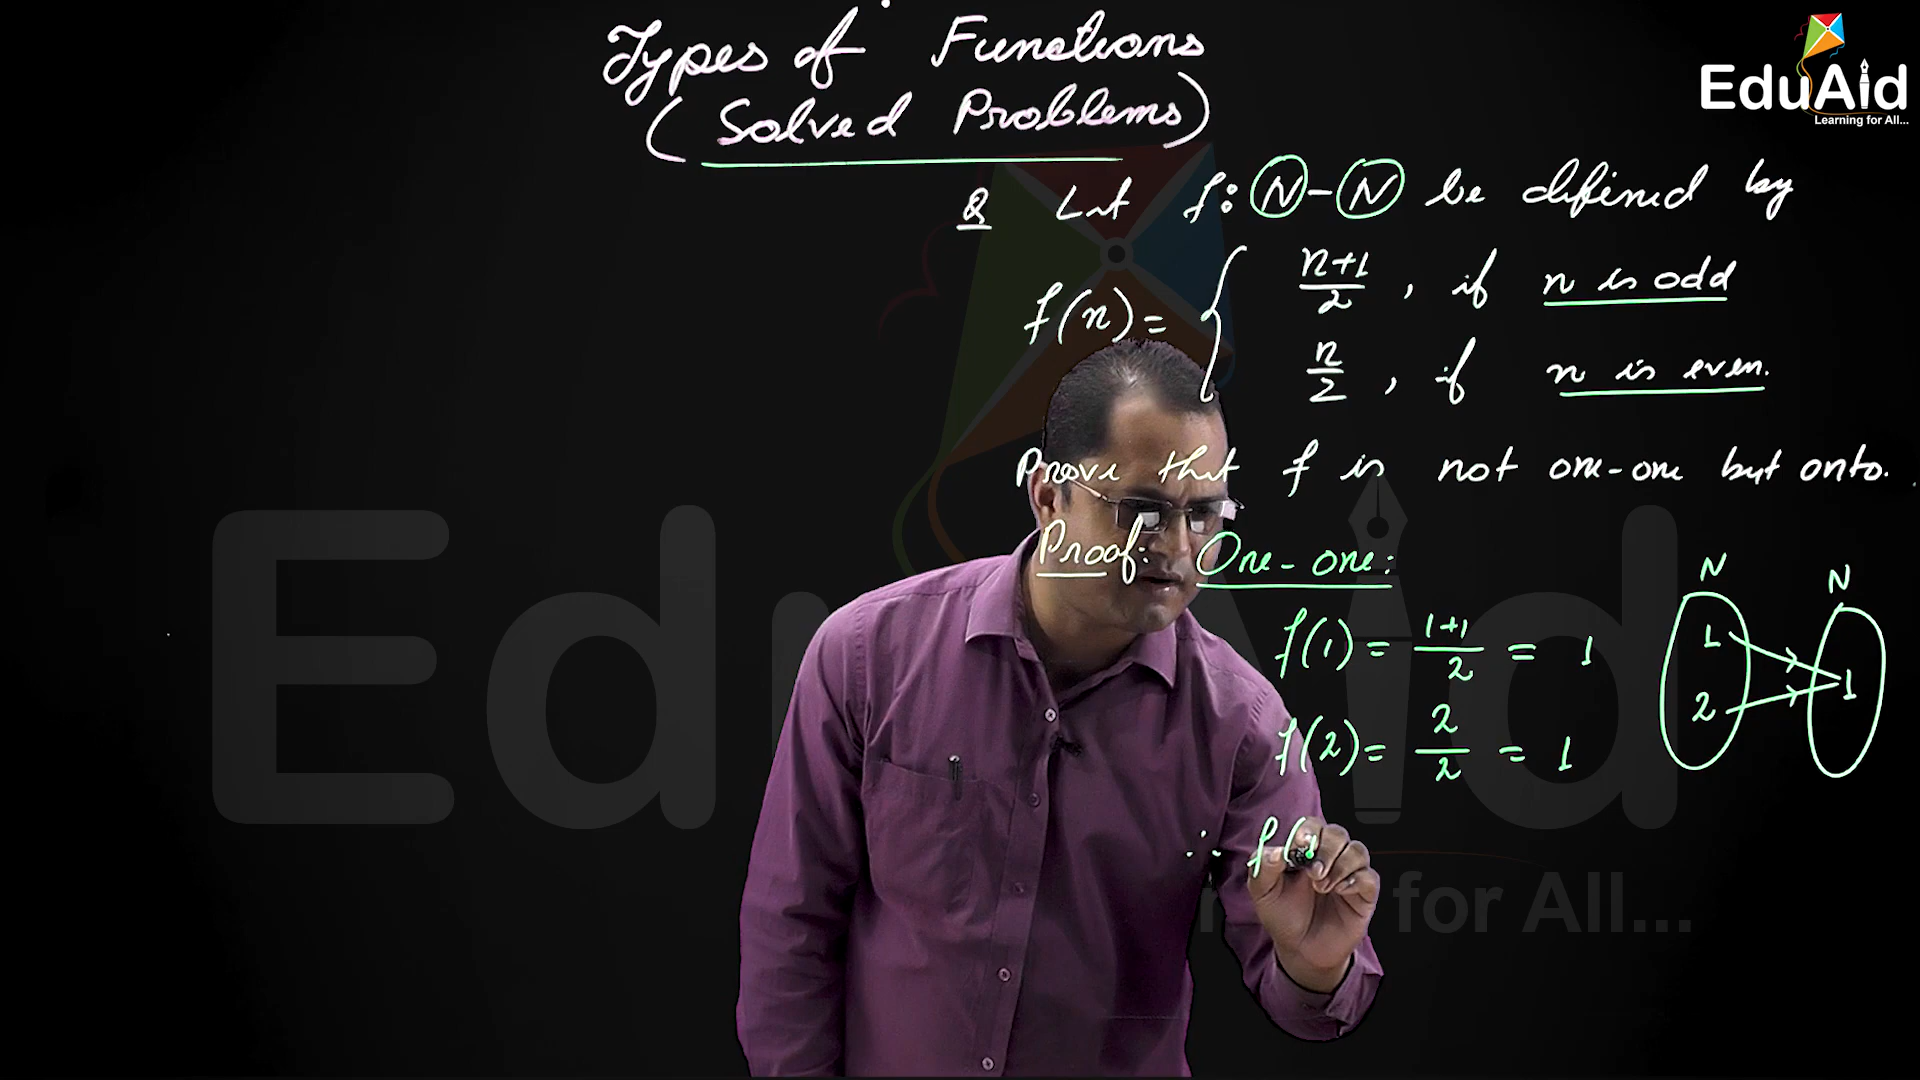 Types of Functions
(Solved Problems)
EduAid
Learning for All...
Q Let f: N - N be defined by
f(n) = { n+1/2 , if n is odd
n/2 , if n is even.
Prove that f is not one-one but onto.
Proof: One-one:
f(1) = 1+1/2 = 1
f(2) = 2/2 = 1
N N
1
2
1
∴ f(
for All...